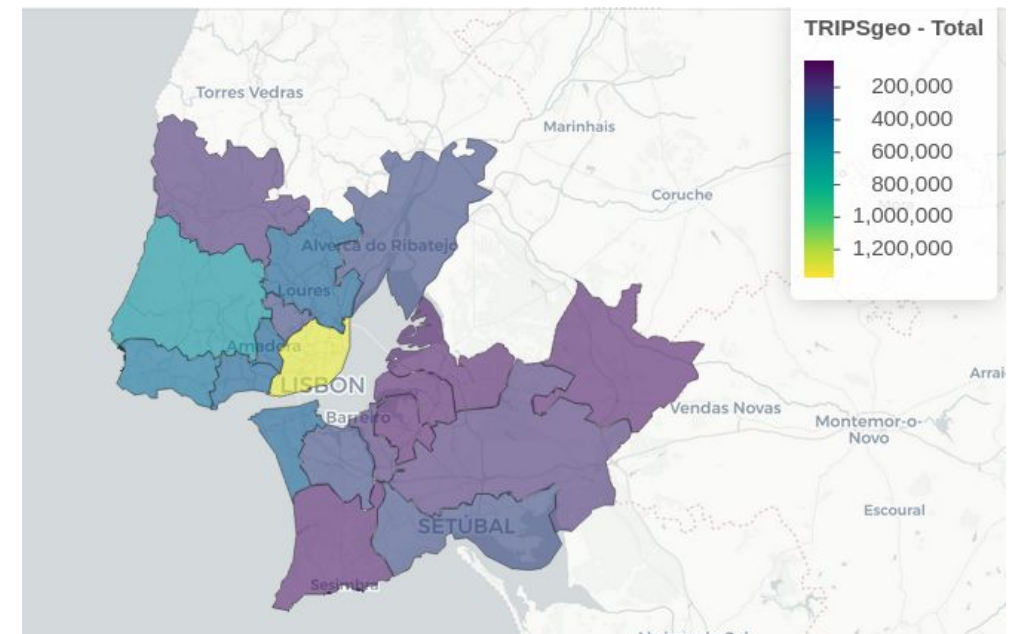 TRIPSgeo - Total
200,000
400,000
600,000
800,000
1,000,000
1,200,000
Torres Vedras
Marinhais
Coruche
Alverca do Ribatejo
Loures
Amadora
LISBON
Barreiro
Arrai
Vendas Novas
Montemor-o-
Novo
Escoural
SETÚBAL
Sesimbra